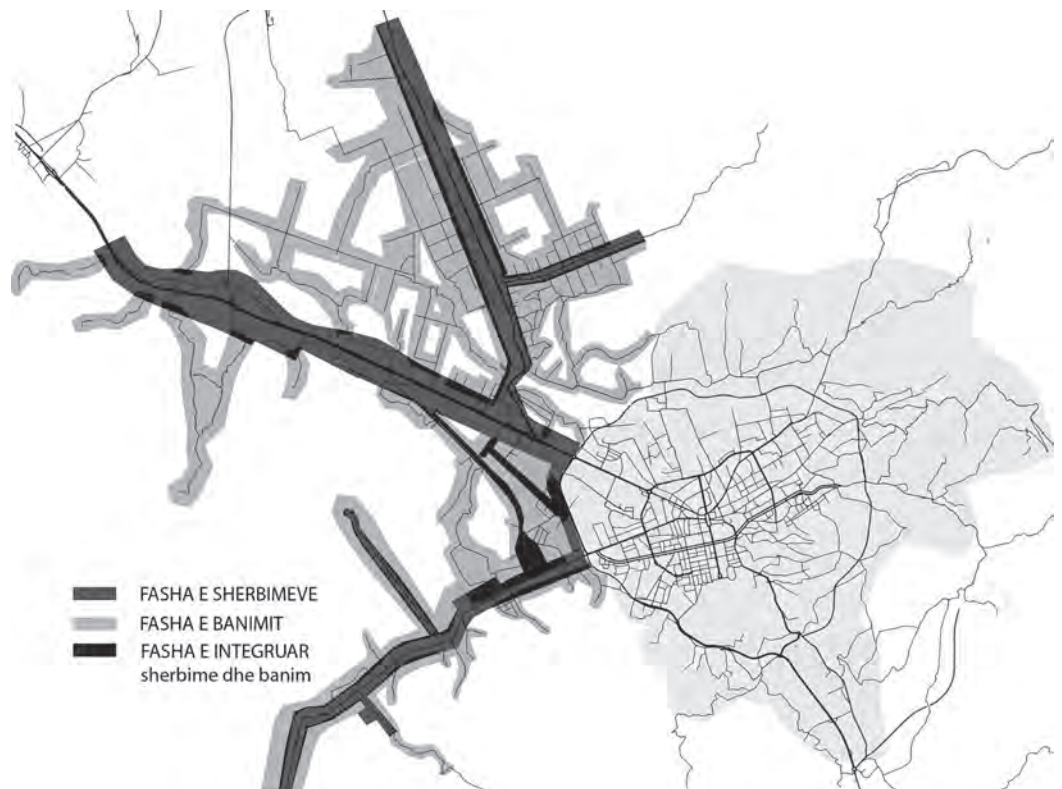 FASHA E SHERBIMEVE
FASHA E BANIMIT
FASHA E INTEGRUAR
sherbime dhe banim